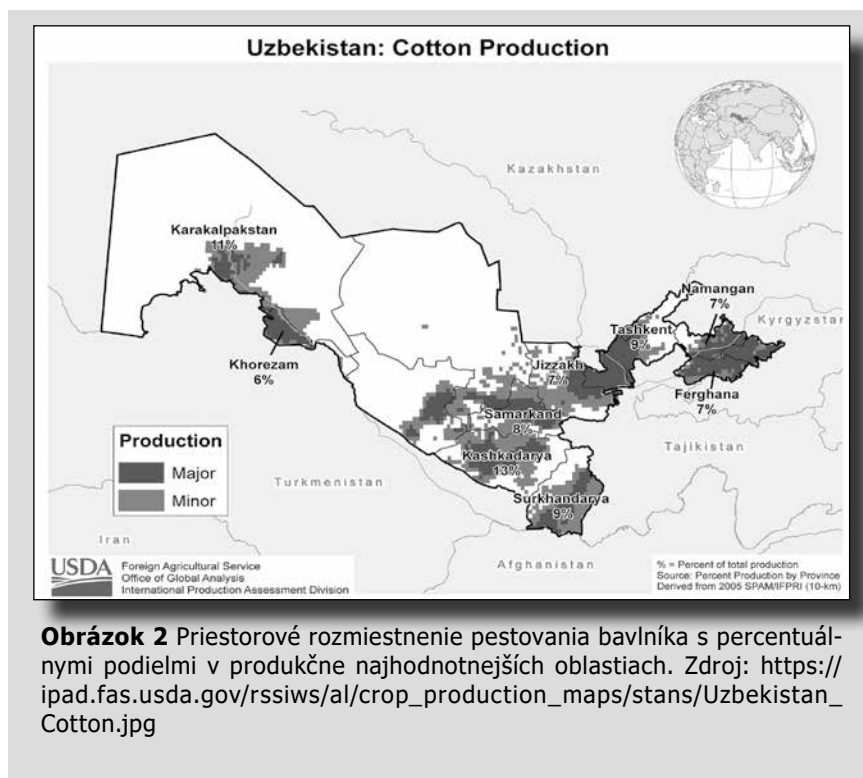 Uzbekistan: Cotton Production
Kazakhstan
Karakalpakstan
11%
Namangan
7%
Kyrgyzstan
Tashkent
9%
Khorezam
6%
Jizzakh
7%
Ferghana
7%
Samarkand
8%
Tajikistan
Kashkadarya
13%
Production
Major
Minor
Turkmenistan
Surkhandarya
9%
Iran
Afghanistan
USDA
Foreign Agricultural Service
Office of Global Analysis
International Production Assessment Division
% = Percent of total production
Source: Percent Production by Province
Derived from 2005 SPAM/IFPRI (10-km)
Obrázok 2 Priestorové rozmiestnenie pestovania bavlníka s percentuál-
nymi podielmi v produkčne najhodnotnejších oblastiach. Zdroj: https://
ipad.fas.usda.gov/rssiws/al/crop_production_maps/stans/Uzbekistan_
Cotton.jpg